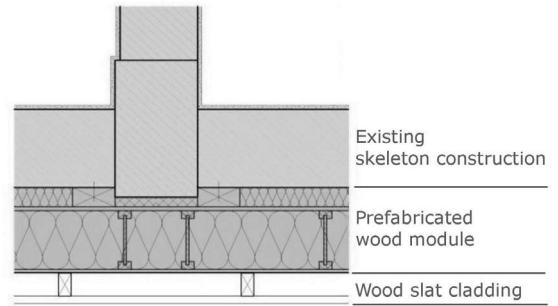 Existing
skeleton construction
Prefabricated
wood module
Wood slat cladding